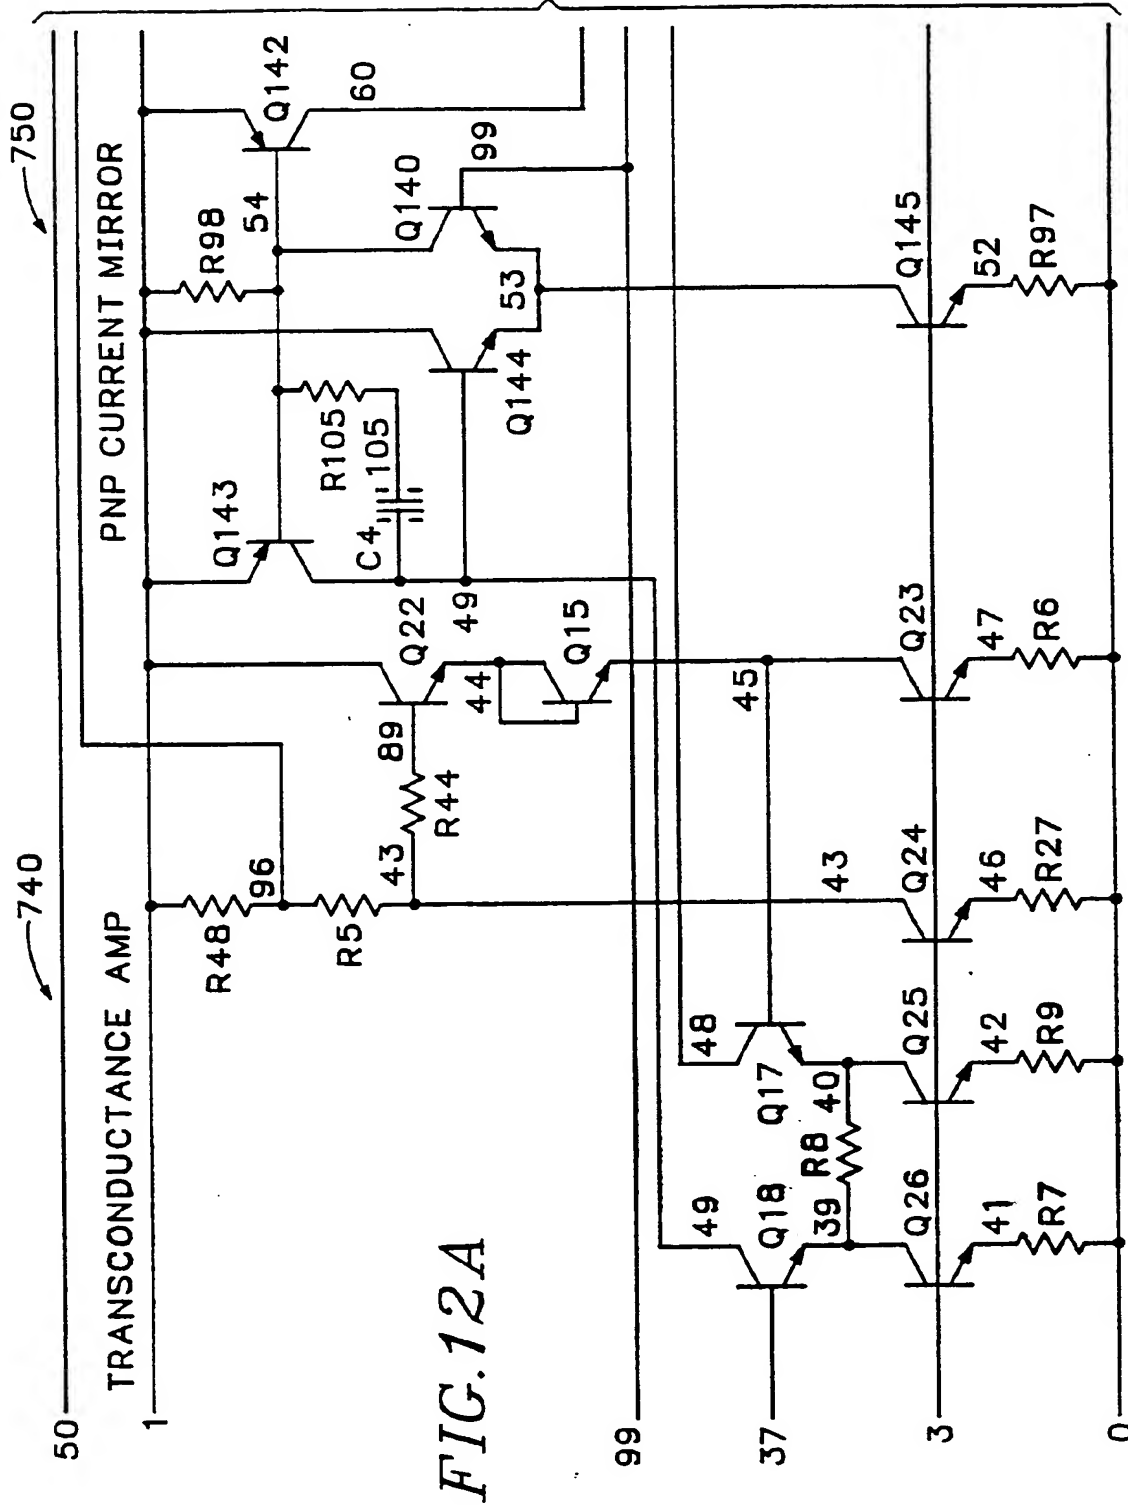 740
750
50
1
TRANSCONDUCTANCE AMP
PNP CURRENT MIRROR
R48
96
R5
43
R44
89
Q22
44
Q15
45
Q143
54
R98
Q142
60
R105
105
C4
49
Q144
53
Q140
99
FIG.12A
99
37
3
0
49
Q18
39
R8
48
Q17
40
Q26
41
R7
Q25
42
R9
43
Q24
46
R27
Q23
47
R6
Q145
52
R97